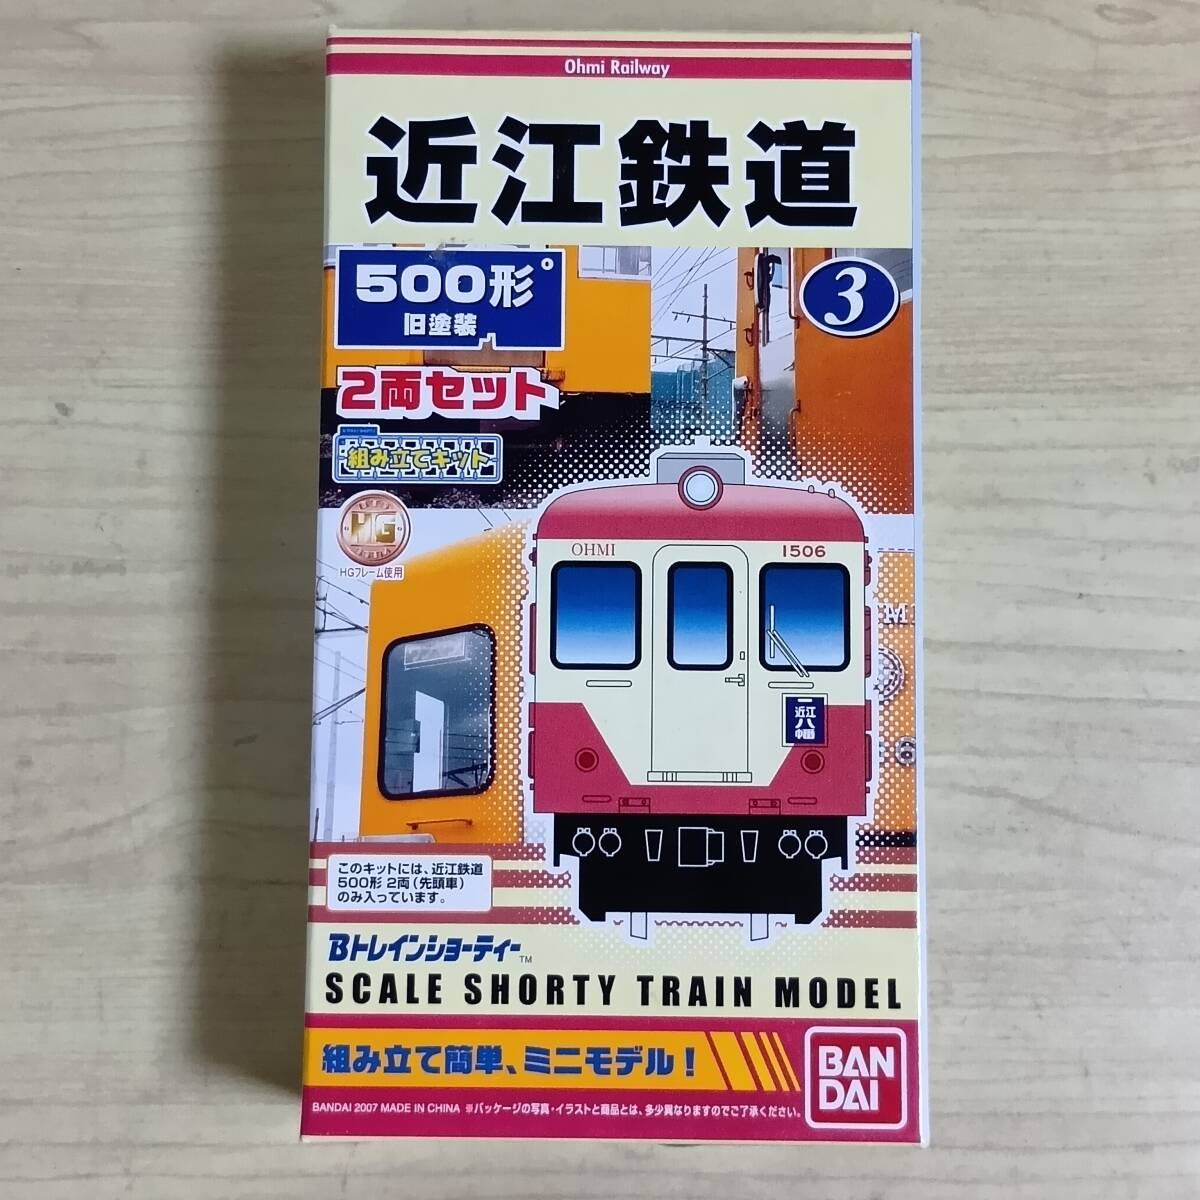 Ohmi Railway
近江鉄道
500形
旧塗装
3
2両セット
組み立てキット
HG
HGフレーム使用
OHMI
1506
近江
八
幡
M
6
このキットには、近江鉄道
500形 2両(先頭車)
のみ入っています。
Bトレインショーティー™
SCALE SHORTY TRAIN MODEL
組み立て簡単、ミニモデル!
BAN
DAI
BANDAI 2007 MADE IN CHINA ※パッケージの写真・イラストと商品とは、多少異なりますのでご了承ください。